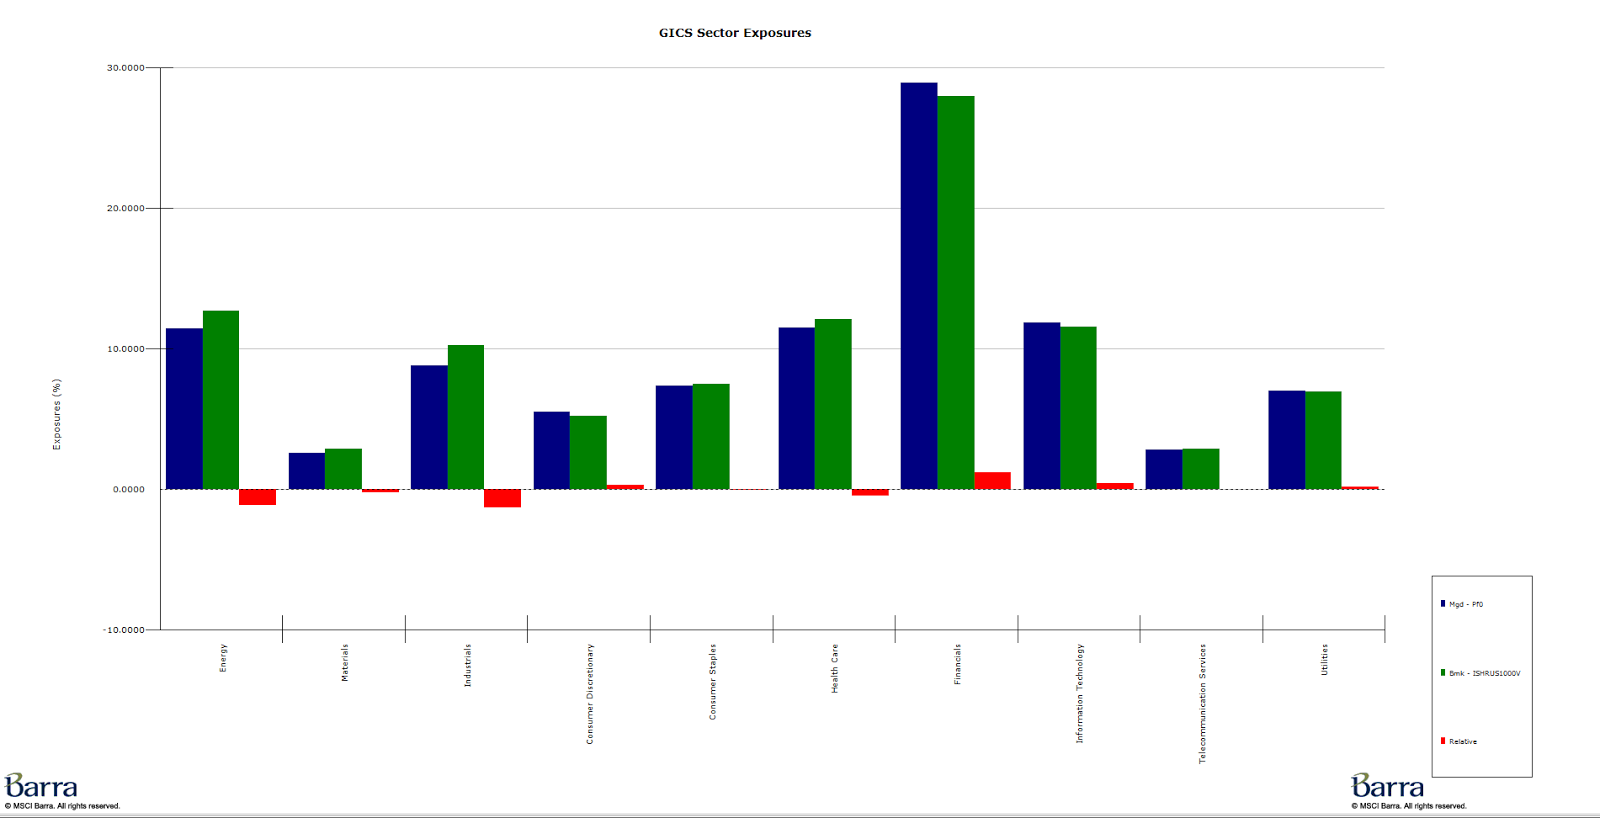 GICS Sector Exposures
30.0000
20.0000
10.0000
0.0000
-10.0000
Exposures (%)
Energy
Materials
Industrials
Consumer Discretionary
Consumer Staples
Health Care
Financials
Information Technology
Telecommunication Services
Utilities
Mgd - Pf0
Bmk - ISHRUS1000V
Relative
Barra
© MSCI Barra. All rights reserved.
Barra
© MSCI Barra. All rights reserved.